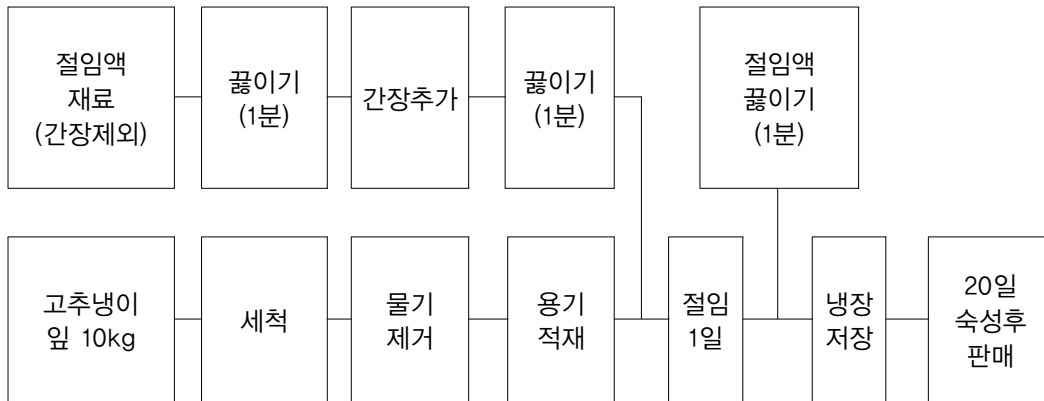 절임액
재료
(간장제외)
끓이기
(1분)
간장추가
끓이기
(1분)
절임액
끓이기
(1분)
고추냉이
잎 10kg
세척
물기
제거
용기
적재
절임
1일
냉장
저장
20일
숙성후
판매